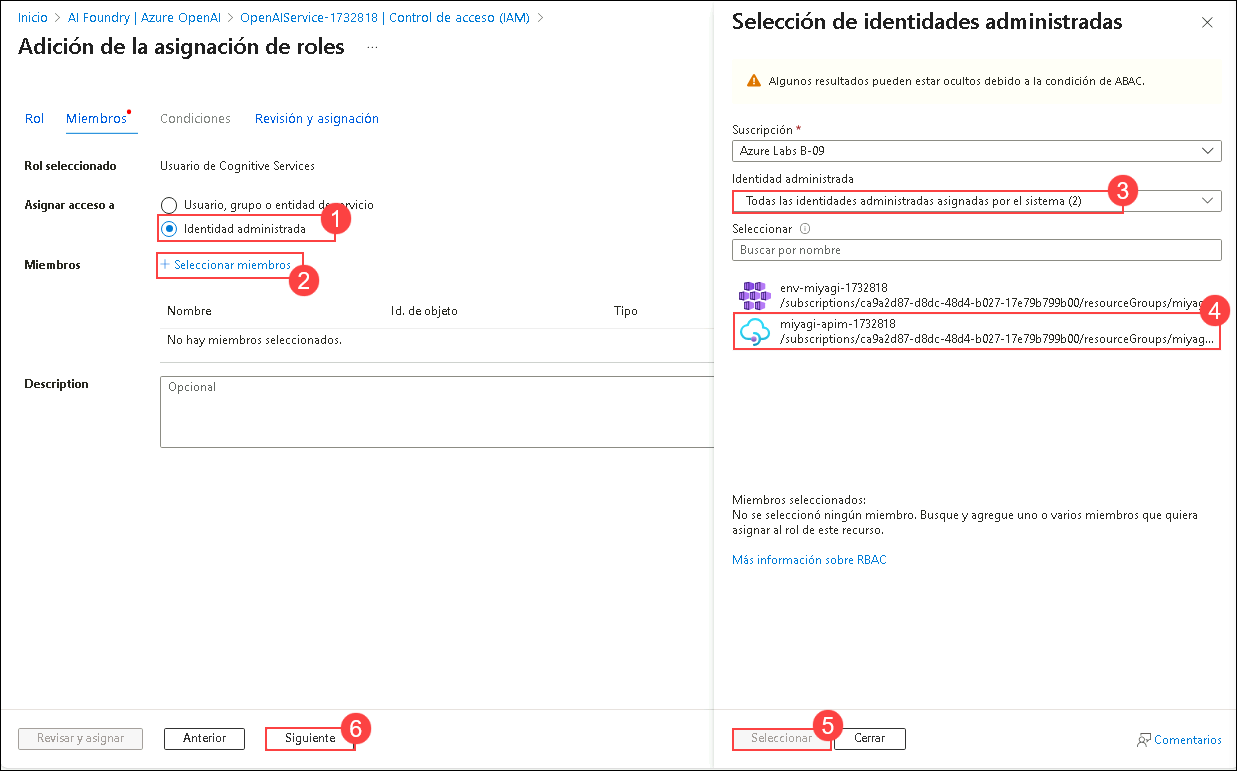 Inicio > AI Foundry | Azure OpenAI > OpenAIService-1732818 | Control de acceso (IAM) >
Adición de la asignación de roles ...
Rol Miembros Condiciones Revisión y asignación
Rol seleccionado Usuario de Cognitive Services
Asignar acceso a Usuario, grupo o entidad de servicio
Identidad administrada
1
Miembros + Seleccionar miembros
2
Nombre Id. de objeto Tipo
No hay miembros seleccionados.
Description Opcional
Revisar y asignar Anterior Siguiente
6
Selección de identidades administradas
Algunos resultados pueden estar ocultos debido a la condición de ABAC.
Suscripción *
Azure Labs B-09
Identidad administrada
Todas las identidades administradas asignadas por el sistema (2)
3
Seleccionar
Buscar por nombre
env-miyagi-1732818
/subscriptions/ca9a2d87-d8dc-48d4-b027-17e79b799b00/resourceGroups/miyag
4
miyagi-apim-1732818
/subscriptions/ca9a2d87-d8dc-48d4-b027-17e79b799b00/resourceGroups/miyag...
Miembros seleccionados:
No se seleccionó ningún miembro. Busque y agregue uno o varios miembros que quiera
asignar al rol de este recurso.
Más información sobre RBAC
Seleccionar Cerrar
5
Comentarios